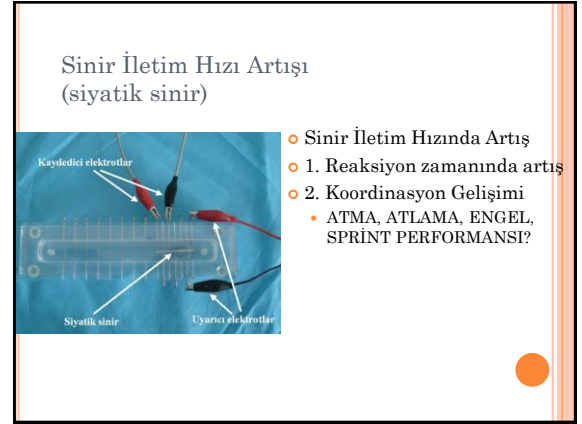 Sinir İletim Hızı Artışı
(siyatik sinir)
Kaydedici elektrotlar
Siyatik sinir
Uyarıcı elektrotlar
Sinir İletim Hızında Artış
1. Reaksiyon zamanında artış
2. Koordinasyon Gelişimi
ATMA, ATLAMA, ENGEL,
SPRİNT PERFORMANSI?